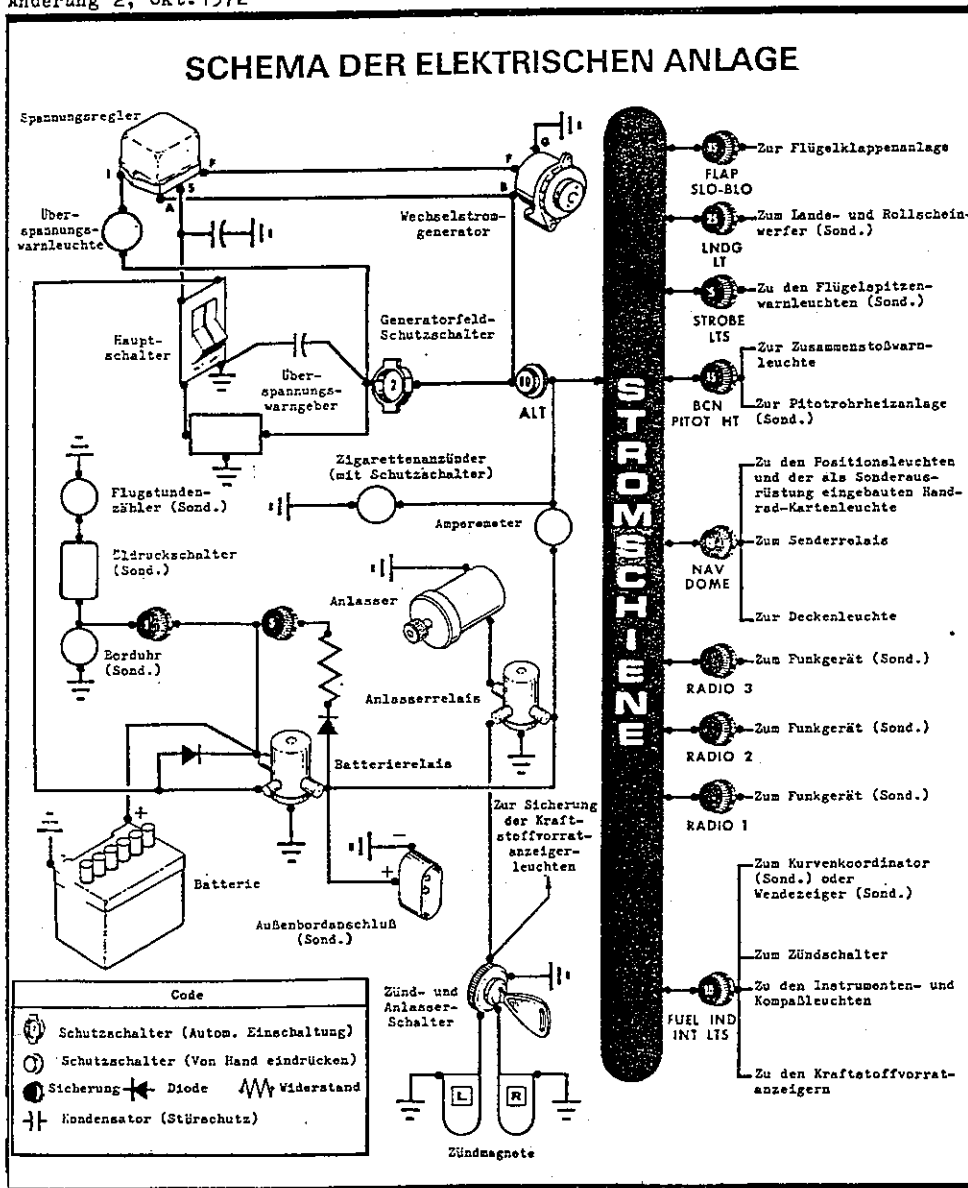 Änderung 2, Okt.1972
SCHEMA DER ELEKTRISCHEN ANLAGE
Spannungsregler
I
F
S
A
G
F
B
Über-
spannungs-
warnleuchte
Wechselstrom-
generator
Haupt-
schalter
Generatorfeld-
Schutzschalter
2
60
ALT
Über-
spannungs-
warngeber
Zigarettenanzünder
(mit Schutzschalter)
Flugstunden-
zähler (Sond.)
Amperemeter
Öldruckschalter
(Sond.)
Anlasser
Borduhr
(Sond.)
Anlasserrelais
Batterierelais
Zur Sicherung
der Kraft-
stoffvorrat-
anzeiger-
leuchten
+
Batterie
-
+
Außenbordanschluß
(Sond.)
Zünd- und
Anlasser-
Schalter
L
R
Zündmagnete
Code
Schutzschalter (Autom. Einschaltung)
Schutzschalter (Von Hand eindrücken)
Sicherung Diode Widerstand
Kondensator (Störschutz)
STROMSCHIENE
Zur Flügelklappenanlage
FLAP
SLO-BLO
Zum Lande- und Rollschein-
werfer (Sond.)
LNDG
LT
Zu den Flügelspitzen-
warnleuchten (Sond.)
STROBE
LTS
Zur Zusammenstoßwarn-
leuchte
BCN
PITOT HT
Zur Pitotrohrheizanlage
(Sond.)
Zu den Positionsleuchten
und der als Sonderaus-
rüstung eingebauten Hand-
rad-Kartenleuchte
Zum Senderrelais
NAV
DOME
Zur Deckenleuchte
Zum Funkgerät (Sond.)
RADIO 3
Zum Funkgerät (Sond.)
RADIO 2
Zum Funkgerät (Sond.)
RADIO 1
Zum Kurvenkoordinator
(Sond.) oder
Wendezeiger (Sond.)
Zum Zündschalter
Zu den Instrumenten- und
Kompaßleuchten
FUEL IND
INT LTS
Zu den Kraftstoffvorrat-
anzeigern